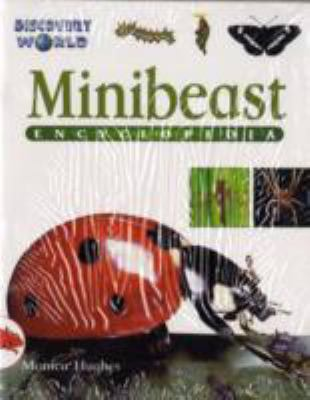 DISCOVERY
WORLD
Minibeast
ENCYCLOPEDIA
Monica Hughes